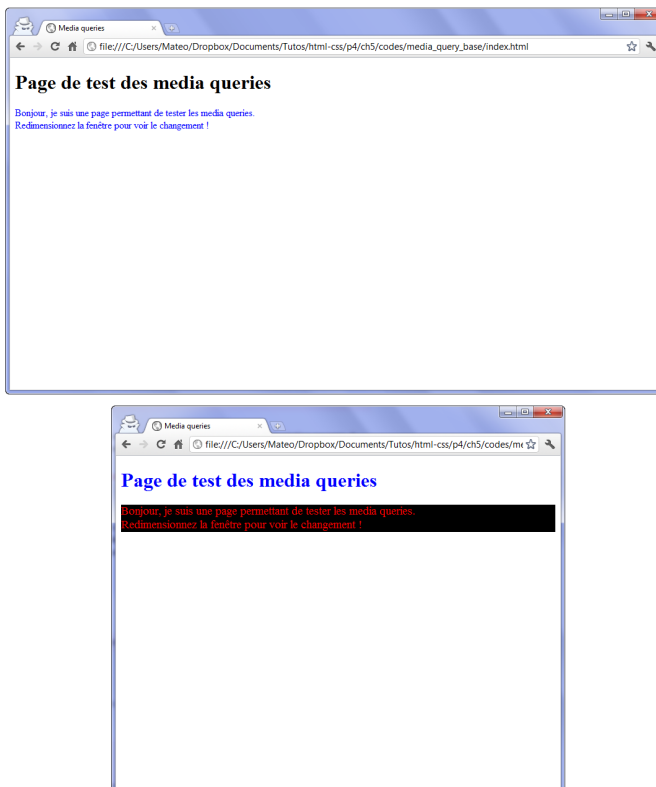 Media queries
file:///C:/Users/Mateo/Dropbox/Documents/Tutos/html-css/p4/ch5/codes/media_query_base/index.html
Page de test des media queries
Bonjour, je suis une page permettant de tester les media queries.
Redimensionnez la fenêtre pour voir le changement !
Media queries
file:///C:/Users/Mateo/Dropbox/Documents/Tutos/html-css/p4/ch5/codes/me
Page de test des media queries
Bonjour, je suis une page permettant de tester les media queries.
Redimensionnez la fenêtre pour voir le changement !